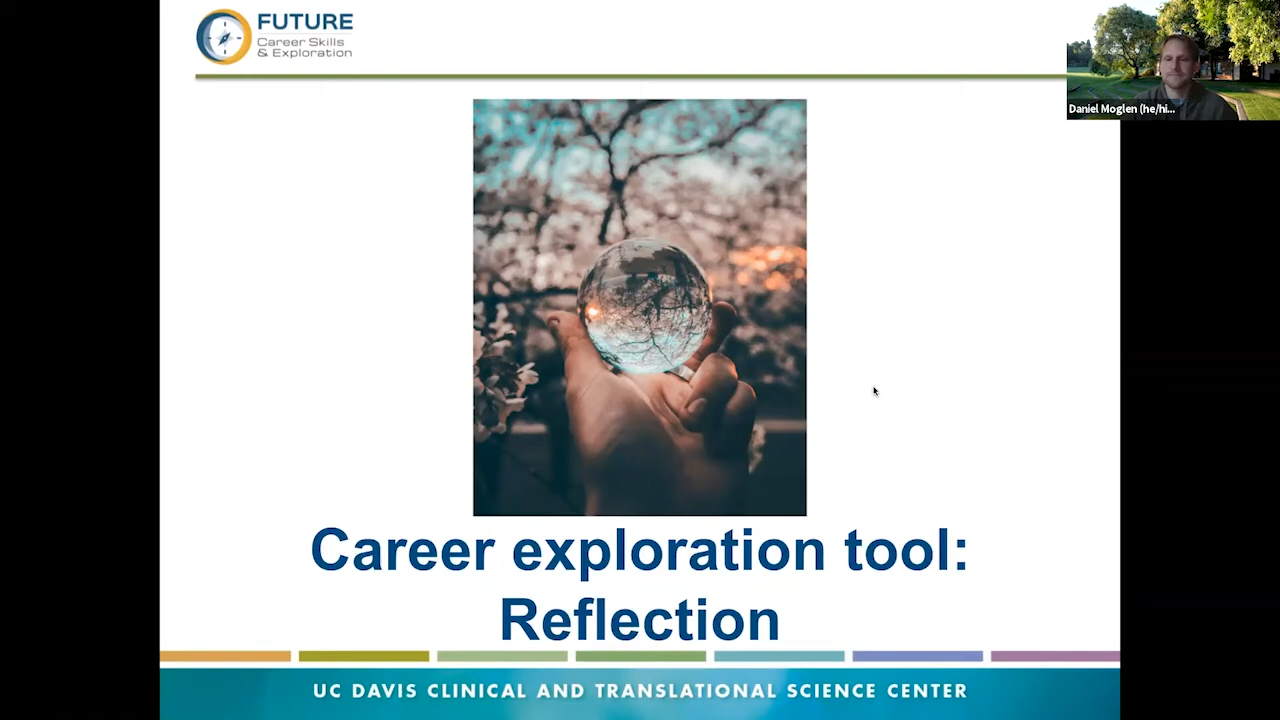 FUTURE
Career Skills
& Exploration
Daniel Moglen (he/hi...
Career exploration tool:
Reflection
UC DAVIS CLINICAL AND TRANSLATIONAL SCIENCE CENTER